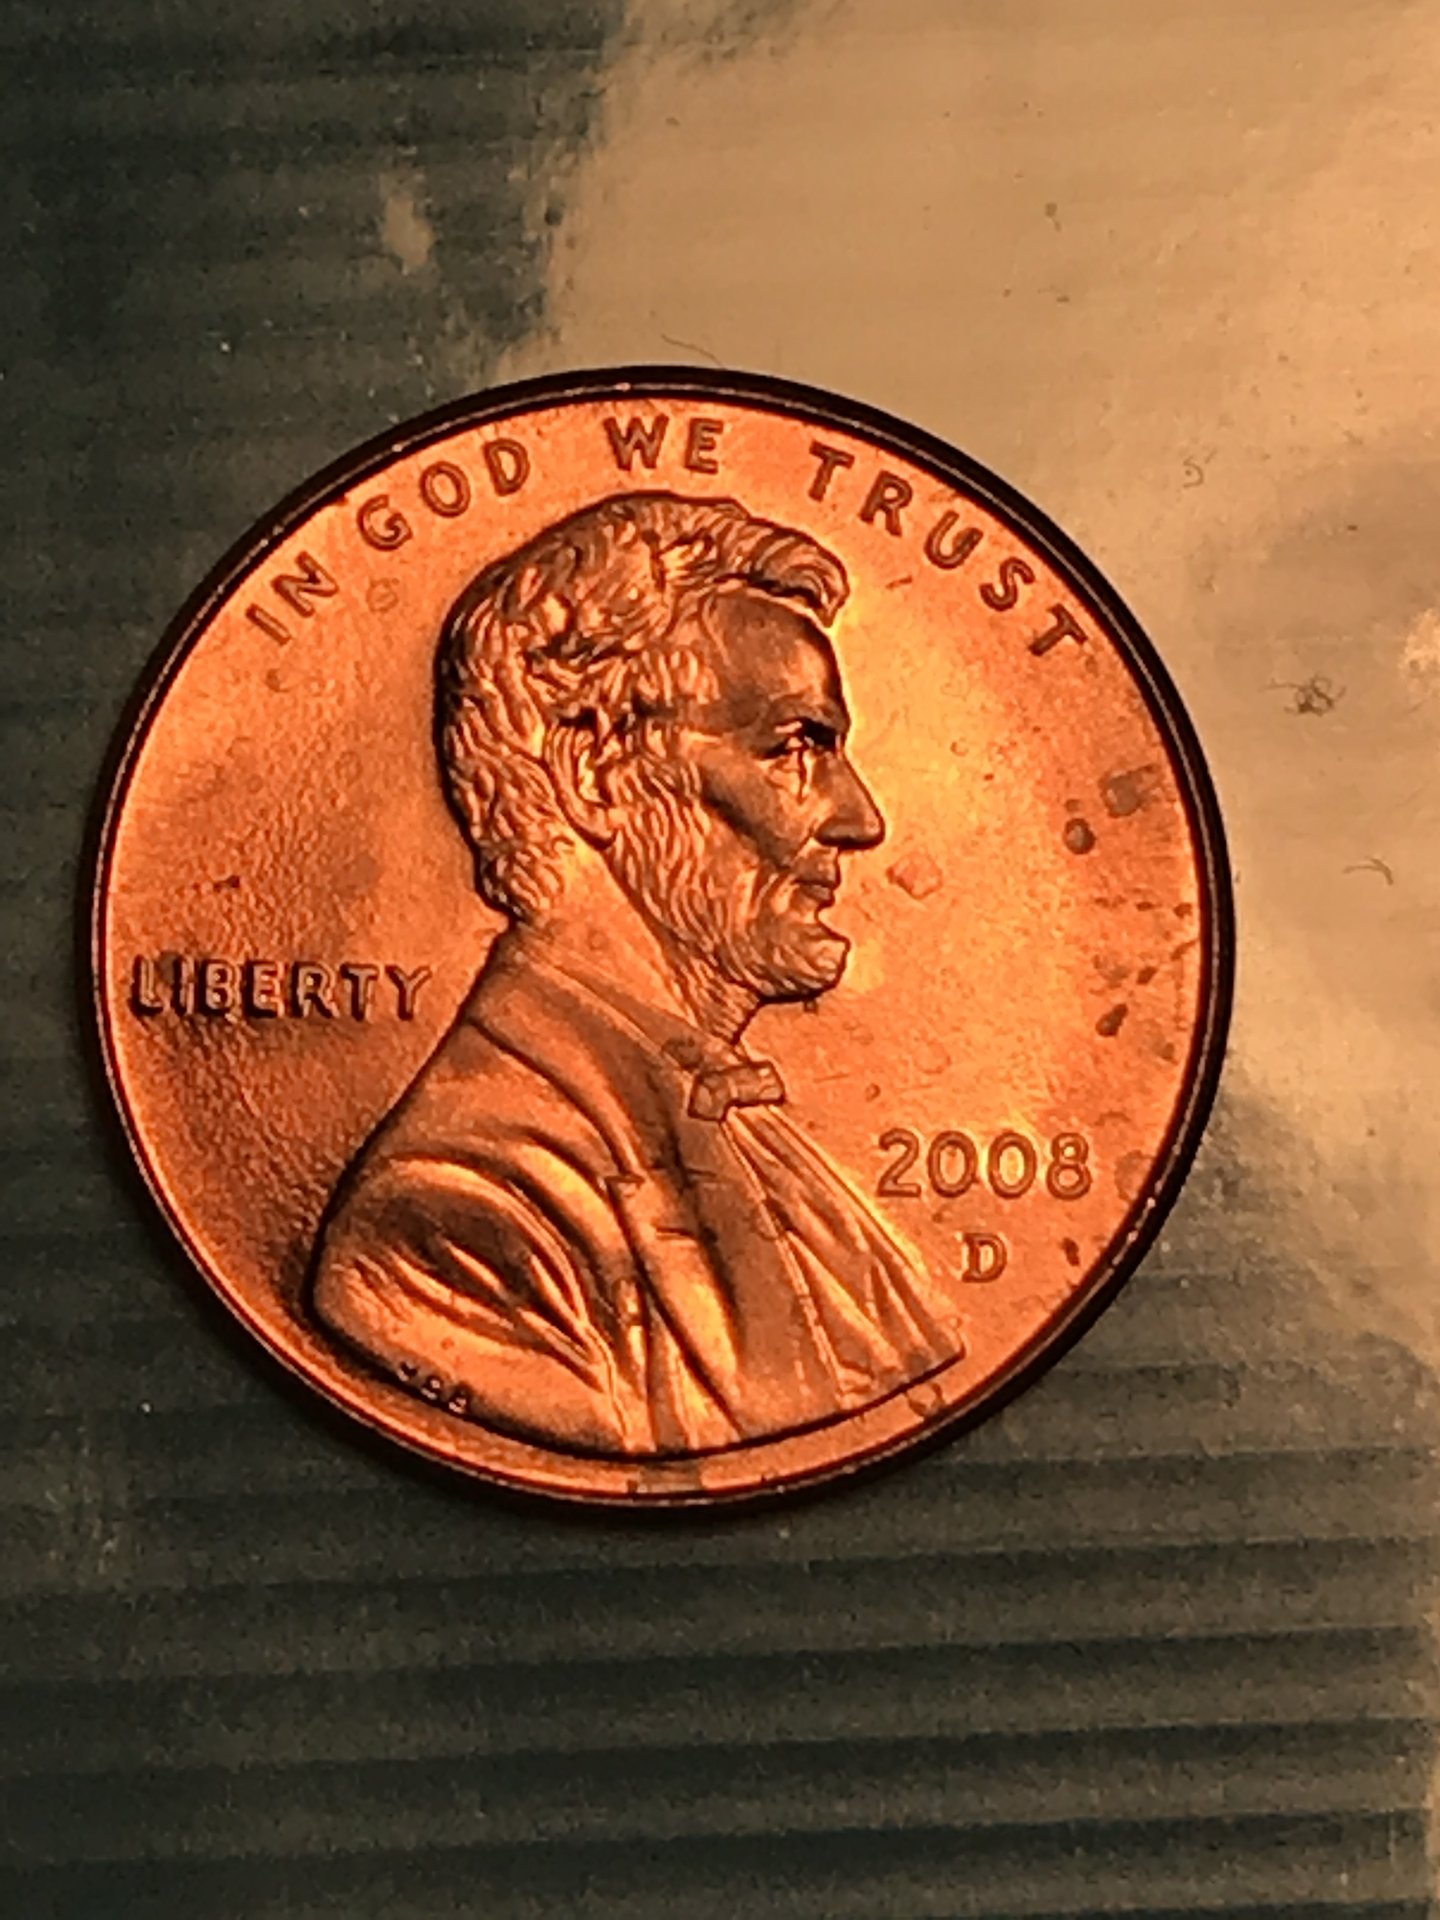 IN GOD WE TRUST
LIBERTY
2008
D